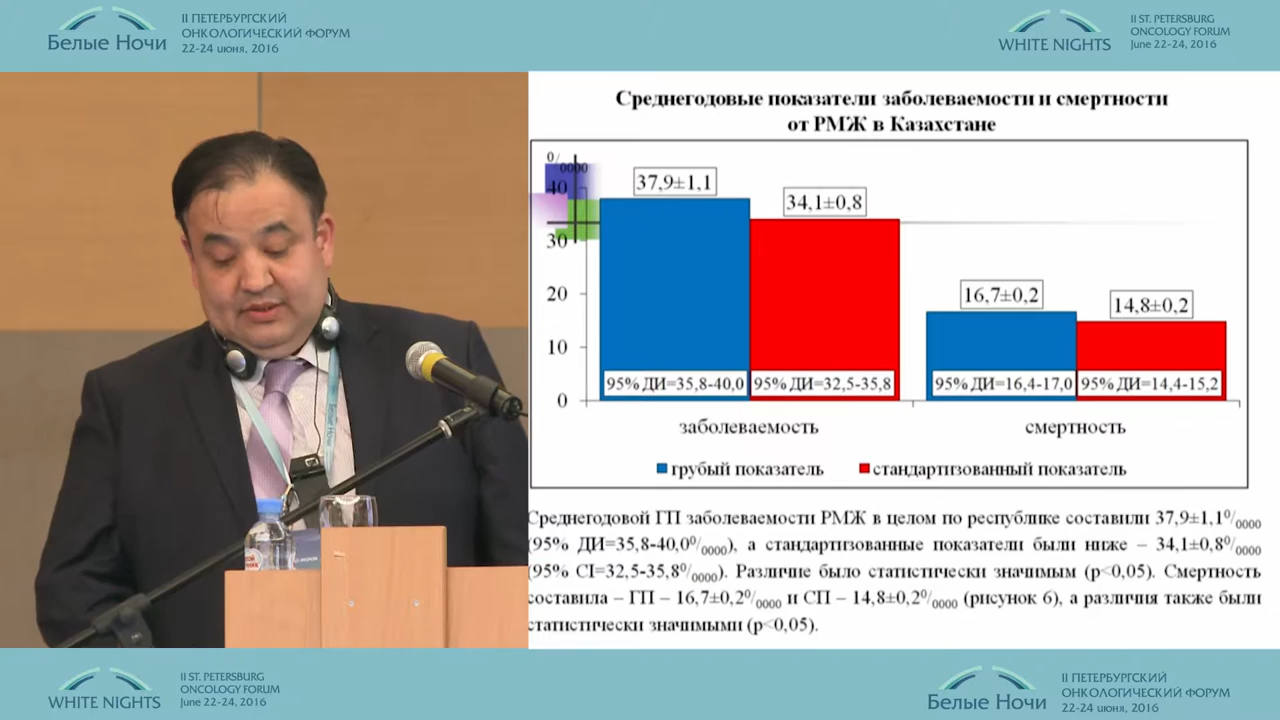 Белые Ночи
II ПЕТЕРБУРГСКИЙ
ОНКОЛОГИЧЕСКИЙ ФОРУМ
22-24 июня, 2016
WHITE NIGHTS
II ST. PETERSBURG
ONCOLOGY FORUM
June 22-24, 2016
Среднегодовые показатели заболеваемости и смертности
от РМЖ в Казахстане
0/0000
40
30
20
10
0
37,9±1,1
34,1±0,8
16,7±0,2
14,8±0,2
95% ДИ=35,8-40,0
95% ДИ=32,5-35,8
95% ДИ=16,4-17,0
95% ДИ=14,4-15,2
заболеваемость
смертность
грубый показатель
стандартизованный показатель
Среднегодовой ГП заболеваемости РМЖ в целом по республике составили 37,9±1,1⁰/₀₀₀₀
(95% ДИ=35,8-40,0⁰/₀₀₀₀), а стандартизованные показатели были ниже – 34,1±0,8⁰/₀₀₀₀
(95% CI=32,5-35,8⁰/₀₀₀₀). Различие было статистически значимым (p<0,05). Смертность
составила – ГП – 16,7±0,2⁰/₀₀₀₀ и СП – 14,8±0,2⁰/₀₀₀₀ (рисунок 6), а различия также были
статистически значимыми (p<0,05).
Белые Ночи
WHITE NIGHTS
II ST. PETERSBURG
ONCOLOGY FORUM
June 22-24, 2016
Белые Ночи
II ПЕТЕРБУРГСКИЙ
ОНКОЛОГИЧЕСКИЙ ФОРУМ
22-24 июня, 2016